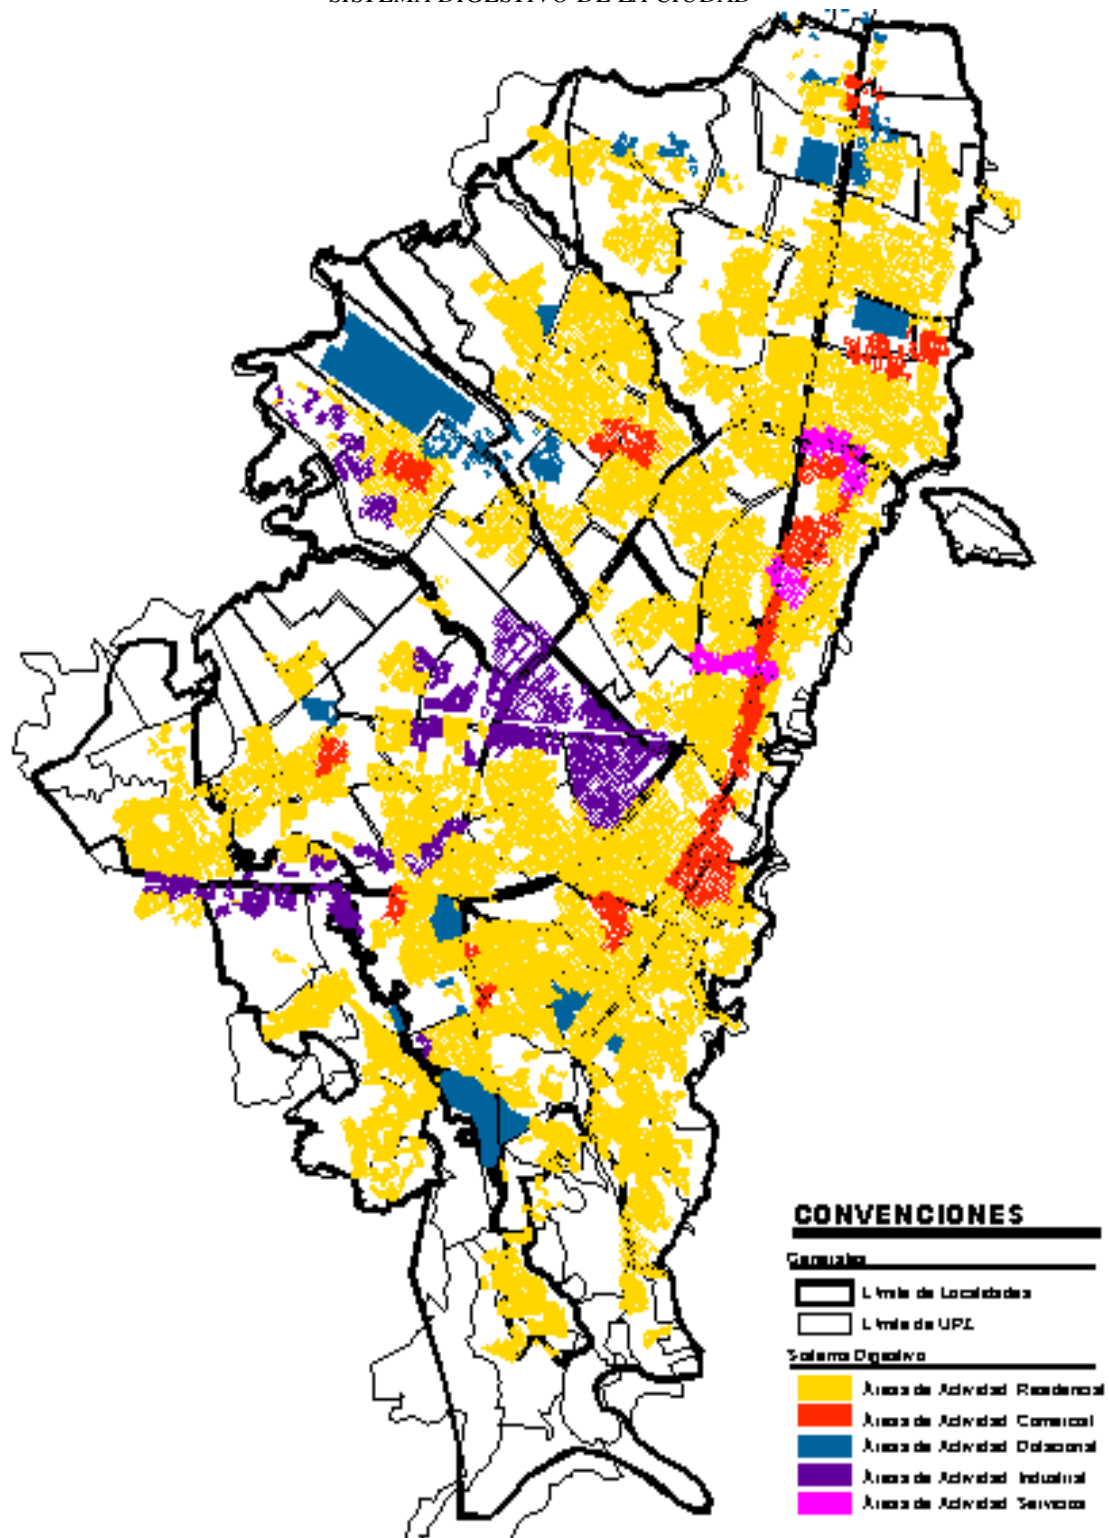 SISTEMA DIGESTIVO DE LA CIUDAD
CONVENCIONES
Generales
Límite de Localidades
Límite de UPZ
Sistema Digestivo
Áreas de Actividad Residencial
Áreas de Actividad Comercial
Áreas de Actividad Dotacional
Áreas de Actividad Industrial
Áreas de Actividad Servicios